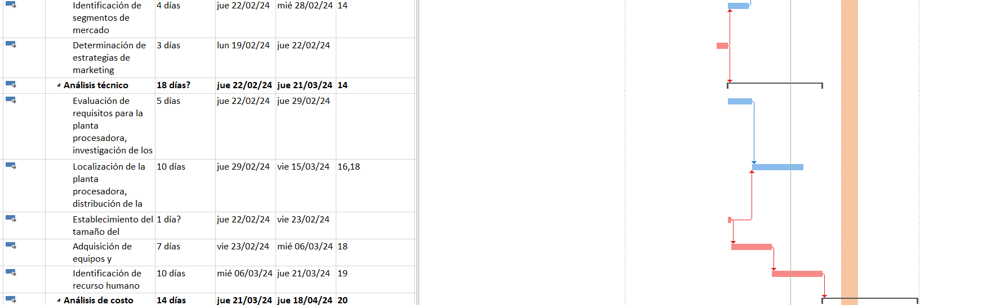 Identificación de 4 días jue 22/02/24 mié 28/02/24 14
segmentos de
mercado
Determinación de 3 días lun 19/02/24 jue 22/02/24
estrategias de
marketing
Análisis técnico 18 días? jue 22/02/24 jue 21/03/24 14
Evaluación de 5 días jue 22/02/24 jue 29/02/24
requisitos para la
planta
procesadora,
investigación de los
Localización de la 10 días jue 29/02/24 vie 15/03/24 16,18
planta
procesadora,
distribución de la
Establecimiento del 1 día? jue 22/02/24 vie 23/02/24
tamaño del
Adquisición de 7 días vie 23/02/24 mié 06/03/24 18
equipos y
Identificación de 10 días mié 06/03/24 jue 21/03/24 19
recurso humano
Análisis de costo 14 días jue 21/03/24 jue 18/04/24 20